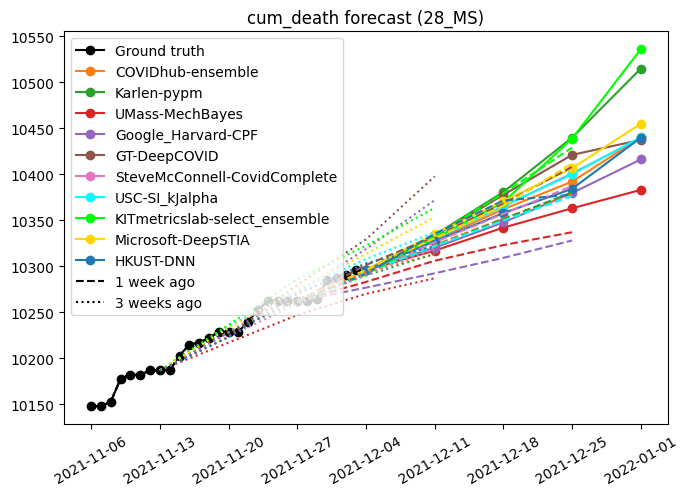 cum_death forecast (28_MS)
10550
10500
10450
10400
10350
10300
10250
10200
10150
Ground truth
COVIDhub-ensemble
Karlen-pypm
UMass-MechBayes
Google_Harvard-CPF
GT-DeepCOVID
SteveMcConnell-CovidComplete
USC-SI_kJalpha
KITmetricslab-select_ensemble
Microsoft-DeepSTIA
HKUST-DNN
1 week ago
3 weeks ago
2021-11-06
2021-11-13
2021-11-20
2021-11-27
2021-12-04
2021-12-11
2021-12-18
2021-12-25
2022-01-01